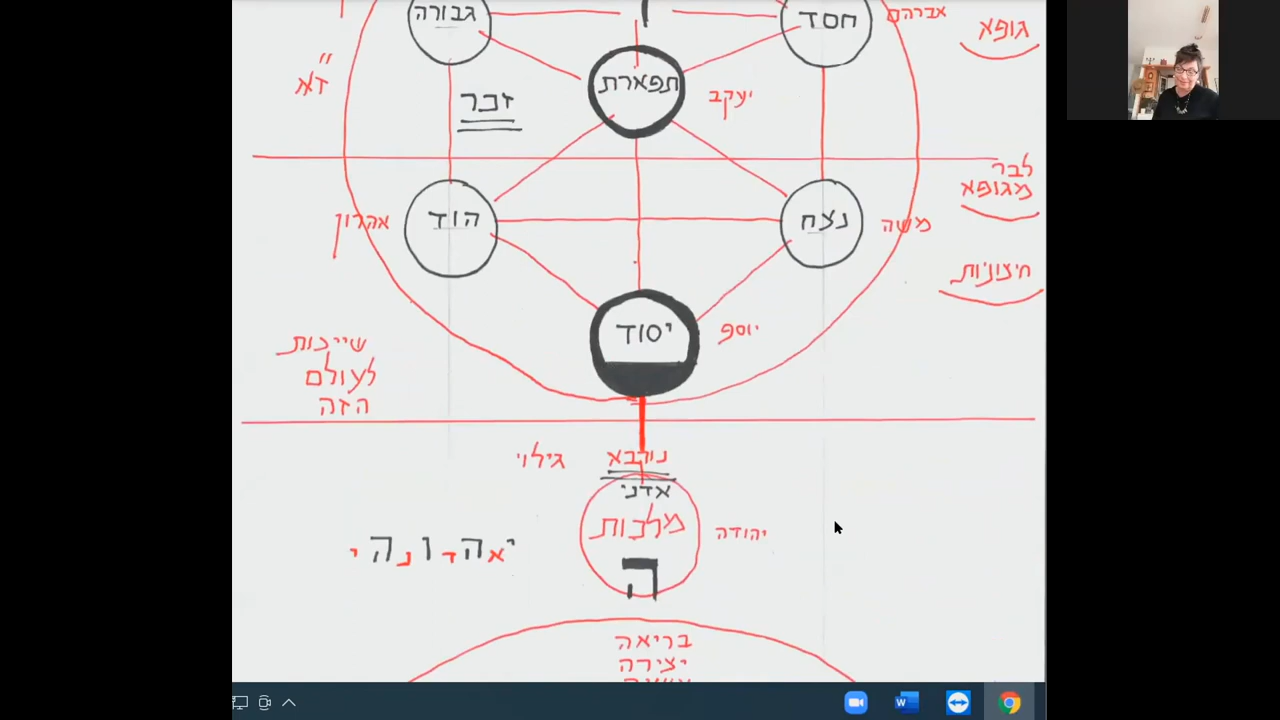 גבורה
ו
חסד
אברהם
גופא
ז"א
תפארת
יעקב
זכר
לבר
מגופא
אהרון
הוד
נצח
משה
חיצוניות
יסוד
יוסף
שייכות
לעולם
הזה
גילוי
נוקבא
אדני
מלכות
יהודה
ה
יאהדונהי
בריאה
יצירה